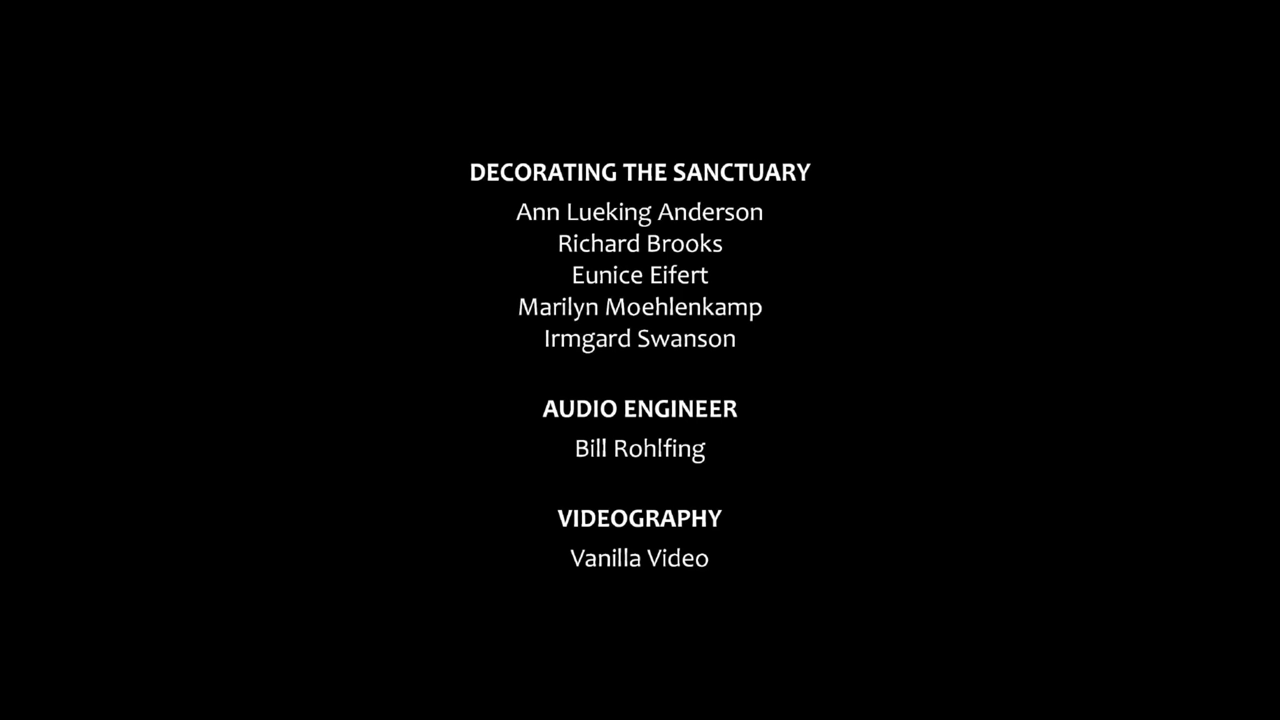 DECORATING THE SANCTUARY
Ann Lueking Anderson
Richard Brooks
Eunice Eifert
Marilyn Moehlenkamp
Irmgard Swanson
AUDIO ENGINEER
Bill Rohlfing
VIDEOGRAPHY
Vanilla Video